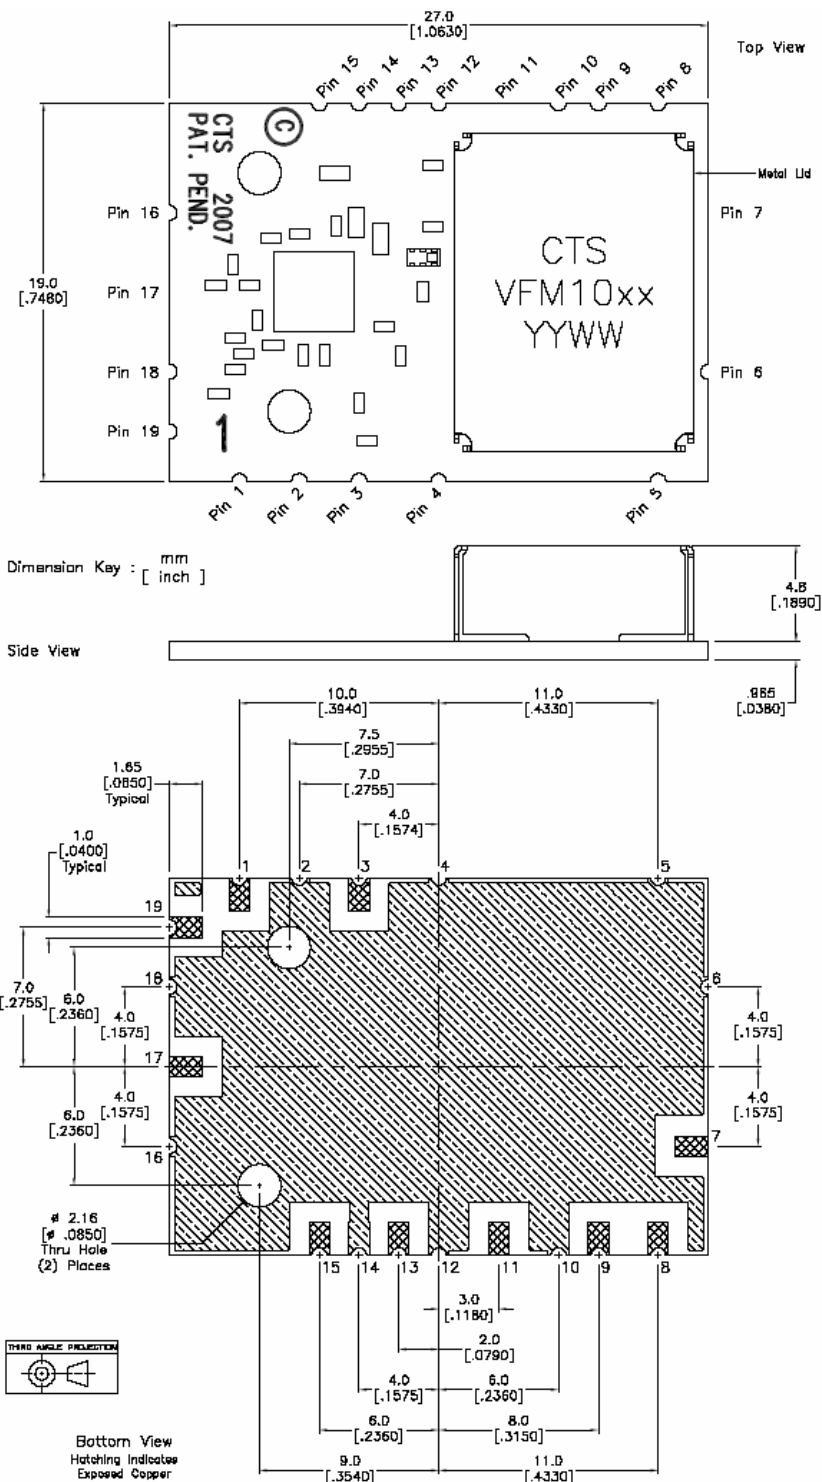 27.0
[1.0630]
Top View
Pin 15
Pin 14
Pin 13
Pin 12
Pin 11
Pin 10
Pin 9
Pin 8
C
CTS 2007
PAT. PEND.
Metal Lid
Pin 16
Pin 7
CTS
VFM10xx
YYWW
19.0
[.7480]
Pin 17
Pin 18
Pin 6
Pin 19
1
Pin 1
Pin 2
Pin 3
Pin 4
Pin 5
Dimension Key : mm
[ inch ]
4.8
[.1890]
Side View
.965
[.0380]
10.0
[.3940]
11.0
[.4330]
7.5
[.2955]
1.65
[.0650]
Typical
7.0
[.2755]
4.0
[.1574]
1.0
[.0400]
Typical
1
2
3
4
5
19
18
6
7.0
[.2755]
6.0
[.2360]
4.0
[.1575]
4.0
[.1575]
17
6.0
[.2360]
4.0
[.1575]
4.0
[.1575]
16
7
ø 2.16
[ø .0850]
Thru Hole
(2) Places
15
14
13
12
11
10
9
8
3.0
[.1180]
2.0
[.0790]
THIRD ANGLE PROJECTION
4.0
[.1575]
6.0
[.2360]
6.0
[.2360]
8.0
[.3150]
9.0
[.3540]
11.0
[.4330]
Bottom View
Hatching Indicates
Exposed Copper